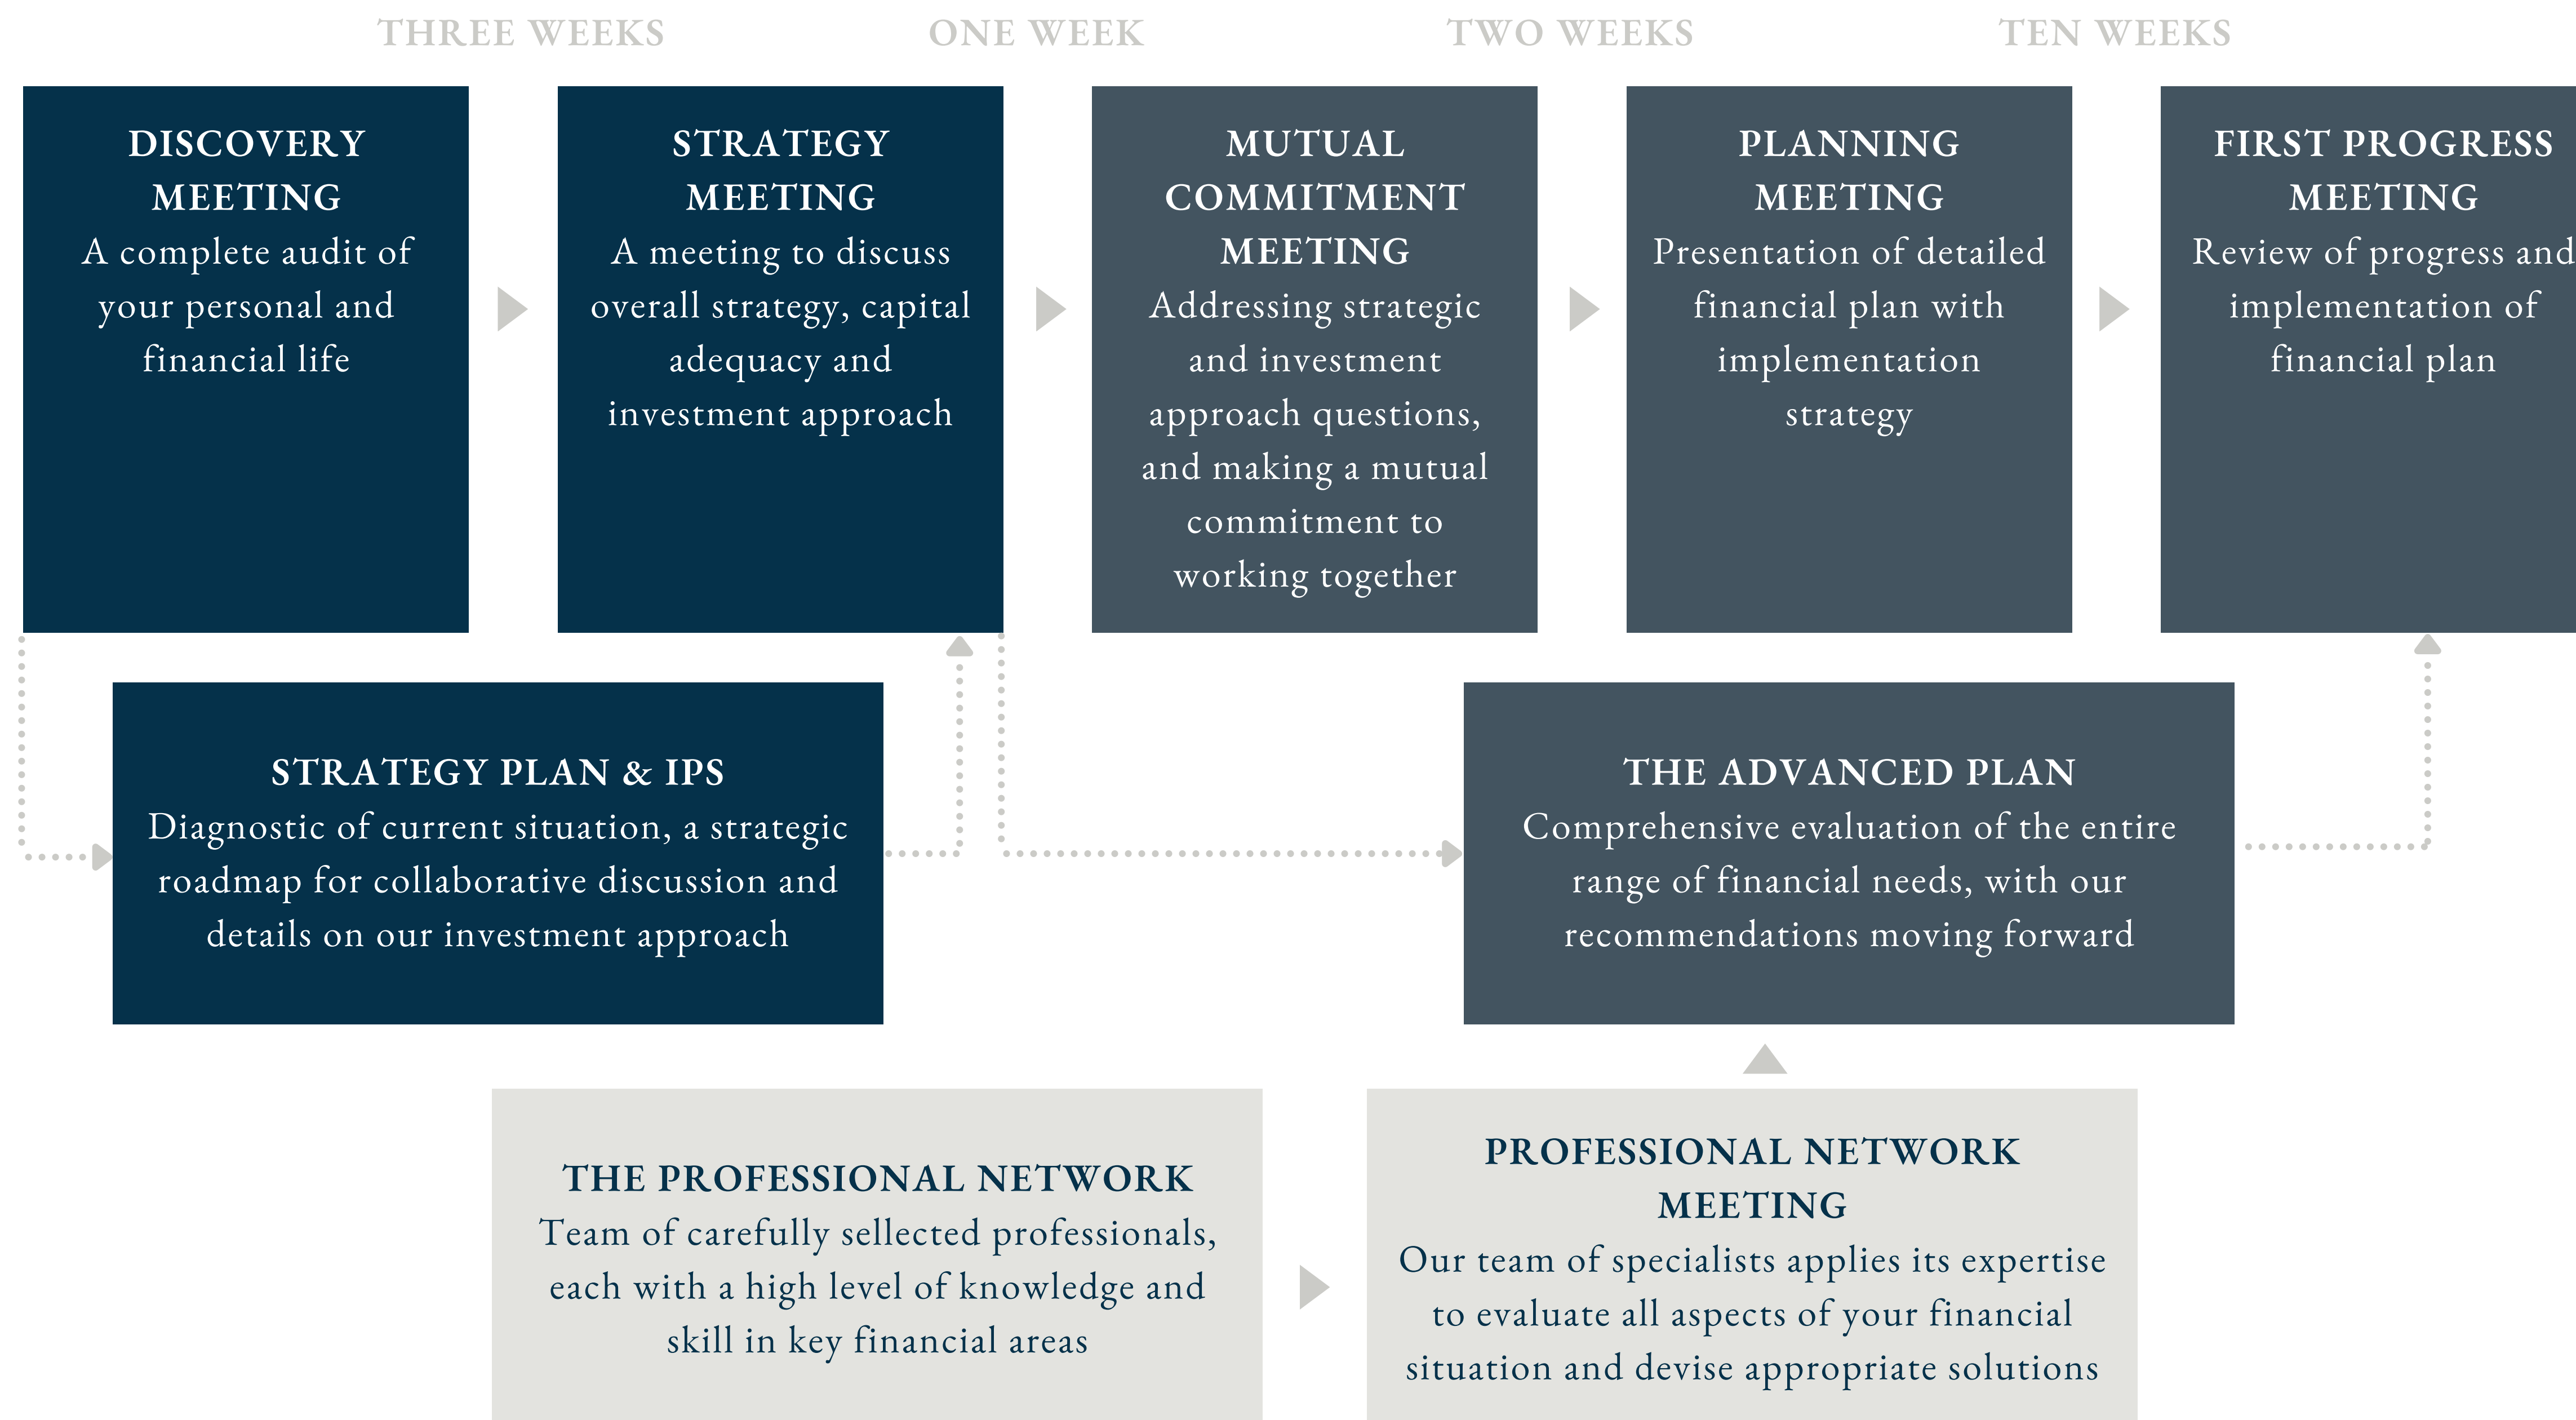 THREE WEEKS
ONE WEEK
TWO WEEKS
TEN WEEKS
DISCOVERY
MEETING
A complete audit of
your personal and
financial life
STRATEGY
MEETING
A meeting to discuss
overall strategy, capital
adequacy and
investment approach
MUTUAL
COMMITMENT
MEETING
Addressing strategic
and investment
approach questions,
and making a mutual
commitment to
working together
PLANNING
MEETING
Presentation of detailed
financial plan with
implementation
strategy
FIRST PROGRESS
MEETING
Review of progress and
implementation of
financial plan
STRATEGY PLAN & IPS
Diagnostic of current situation, a strategic
roadmap for collaborative discussion and
details on our investment approach
THE ADVANCED PLAN
Comprehensive evaluation of the entire
range of financial needs, with our
recommendations moving forward
THE PROFESSIONAL NETWORK
Team of carefully sellected professionals,
each with a high level of knowledge and
skill in key financial areas
PROFESSIONAL NETWORK
MEETING
Our team of specialists applies its expertise
to evaluate all aspects of your financial
situation and devise appropriate solutions